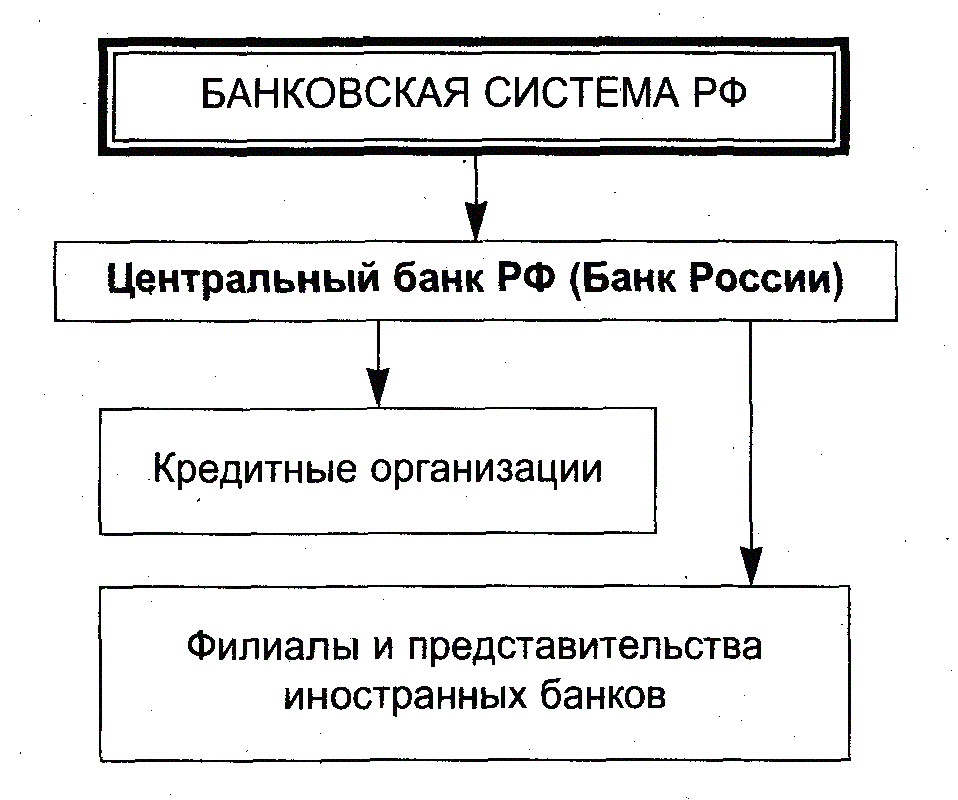 БАНКОВСКАЯ СИСТЕМА РФ
Центральный банк РФ (Банк России)
Кредитные организации
Филиалы и представительства
иностранных банков